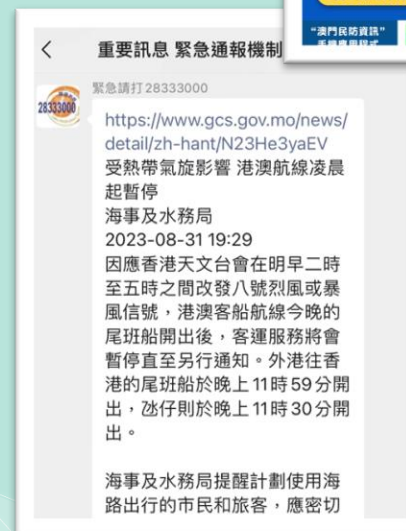 "澳門民防資訊"
手機應用程式
重要訊息 緊急通報機制
緊急請打 28333000
28333000
https://www.gcs.gov.mo/news/
detail/zh-hant/N23He3yaEV
受熱帶氣旋影響 港澳航線凌晨
起暫停
海事及水務局
2023-08-31 19:29
因應香港天文台會在明早二時
至五時之間改發八號烈風或暴
風信號，港澳客船航線今晚的
尾班船開出後，客運服務將會
暫停直至另行通知。外港往香
港的尾班船於晚上11時59分開
出，氹仔則於晚上11時30分開
出。
海事及水務局提醒計劃使用海
路出行的市民和旅客，應密切